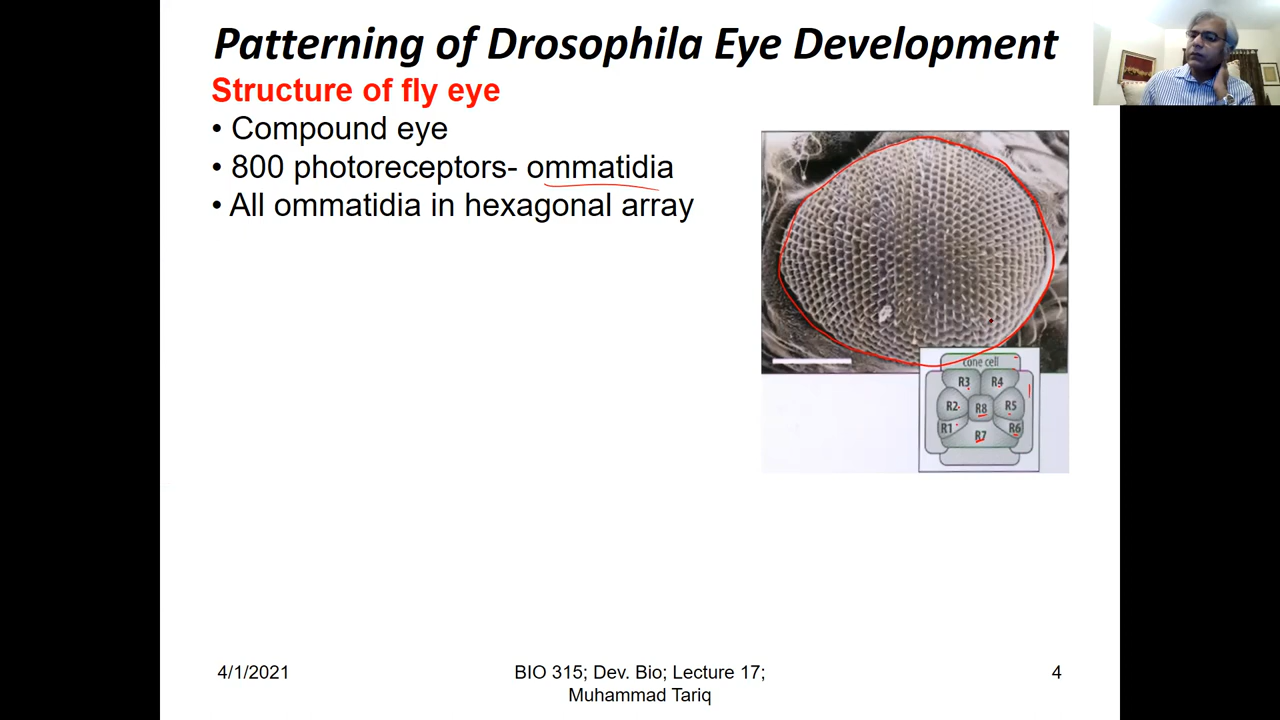 Patterning of Drosophila Eye Development
Structure of fly eye
• Compound eye
• 800 photoreceptors- ommatidia
• All ommatidia in hexagonal array
cone cell
R3 R4
R2 R8 R5
R1 R7 R6
4/1/2021
BIO 315; Dev. Bio; Lecture 17;
Muhammad Tariq
4